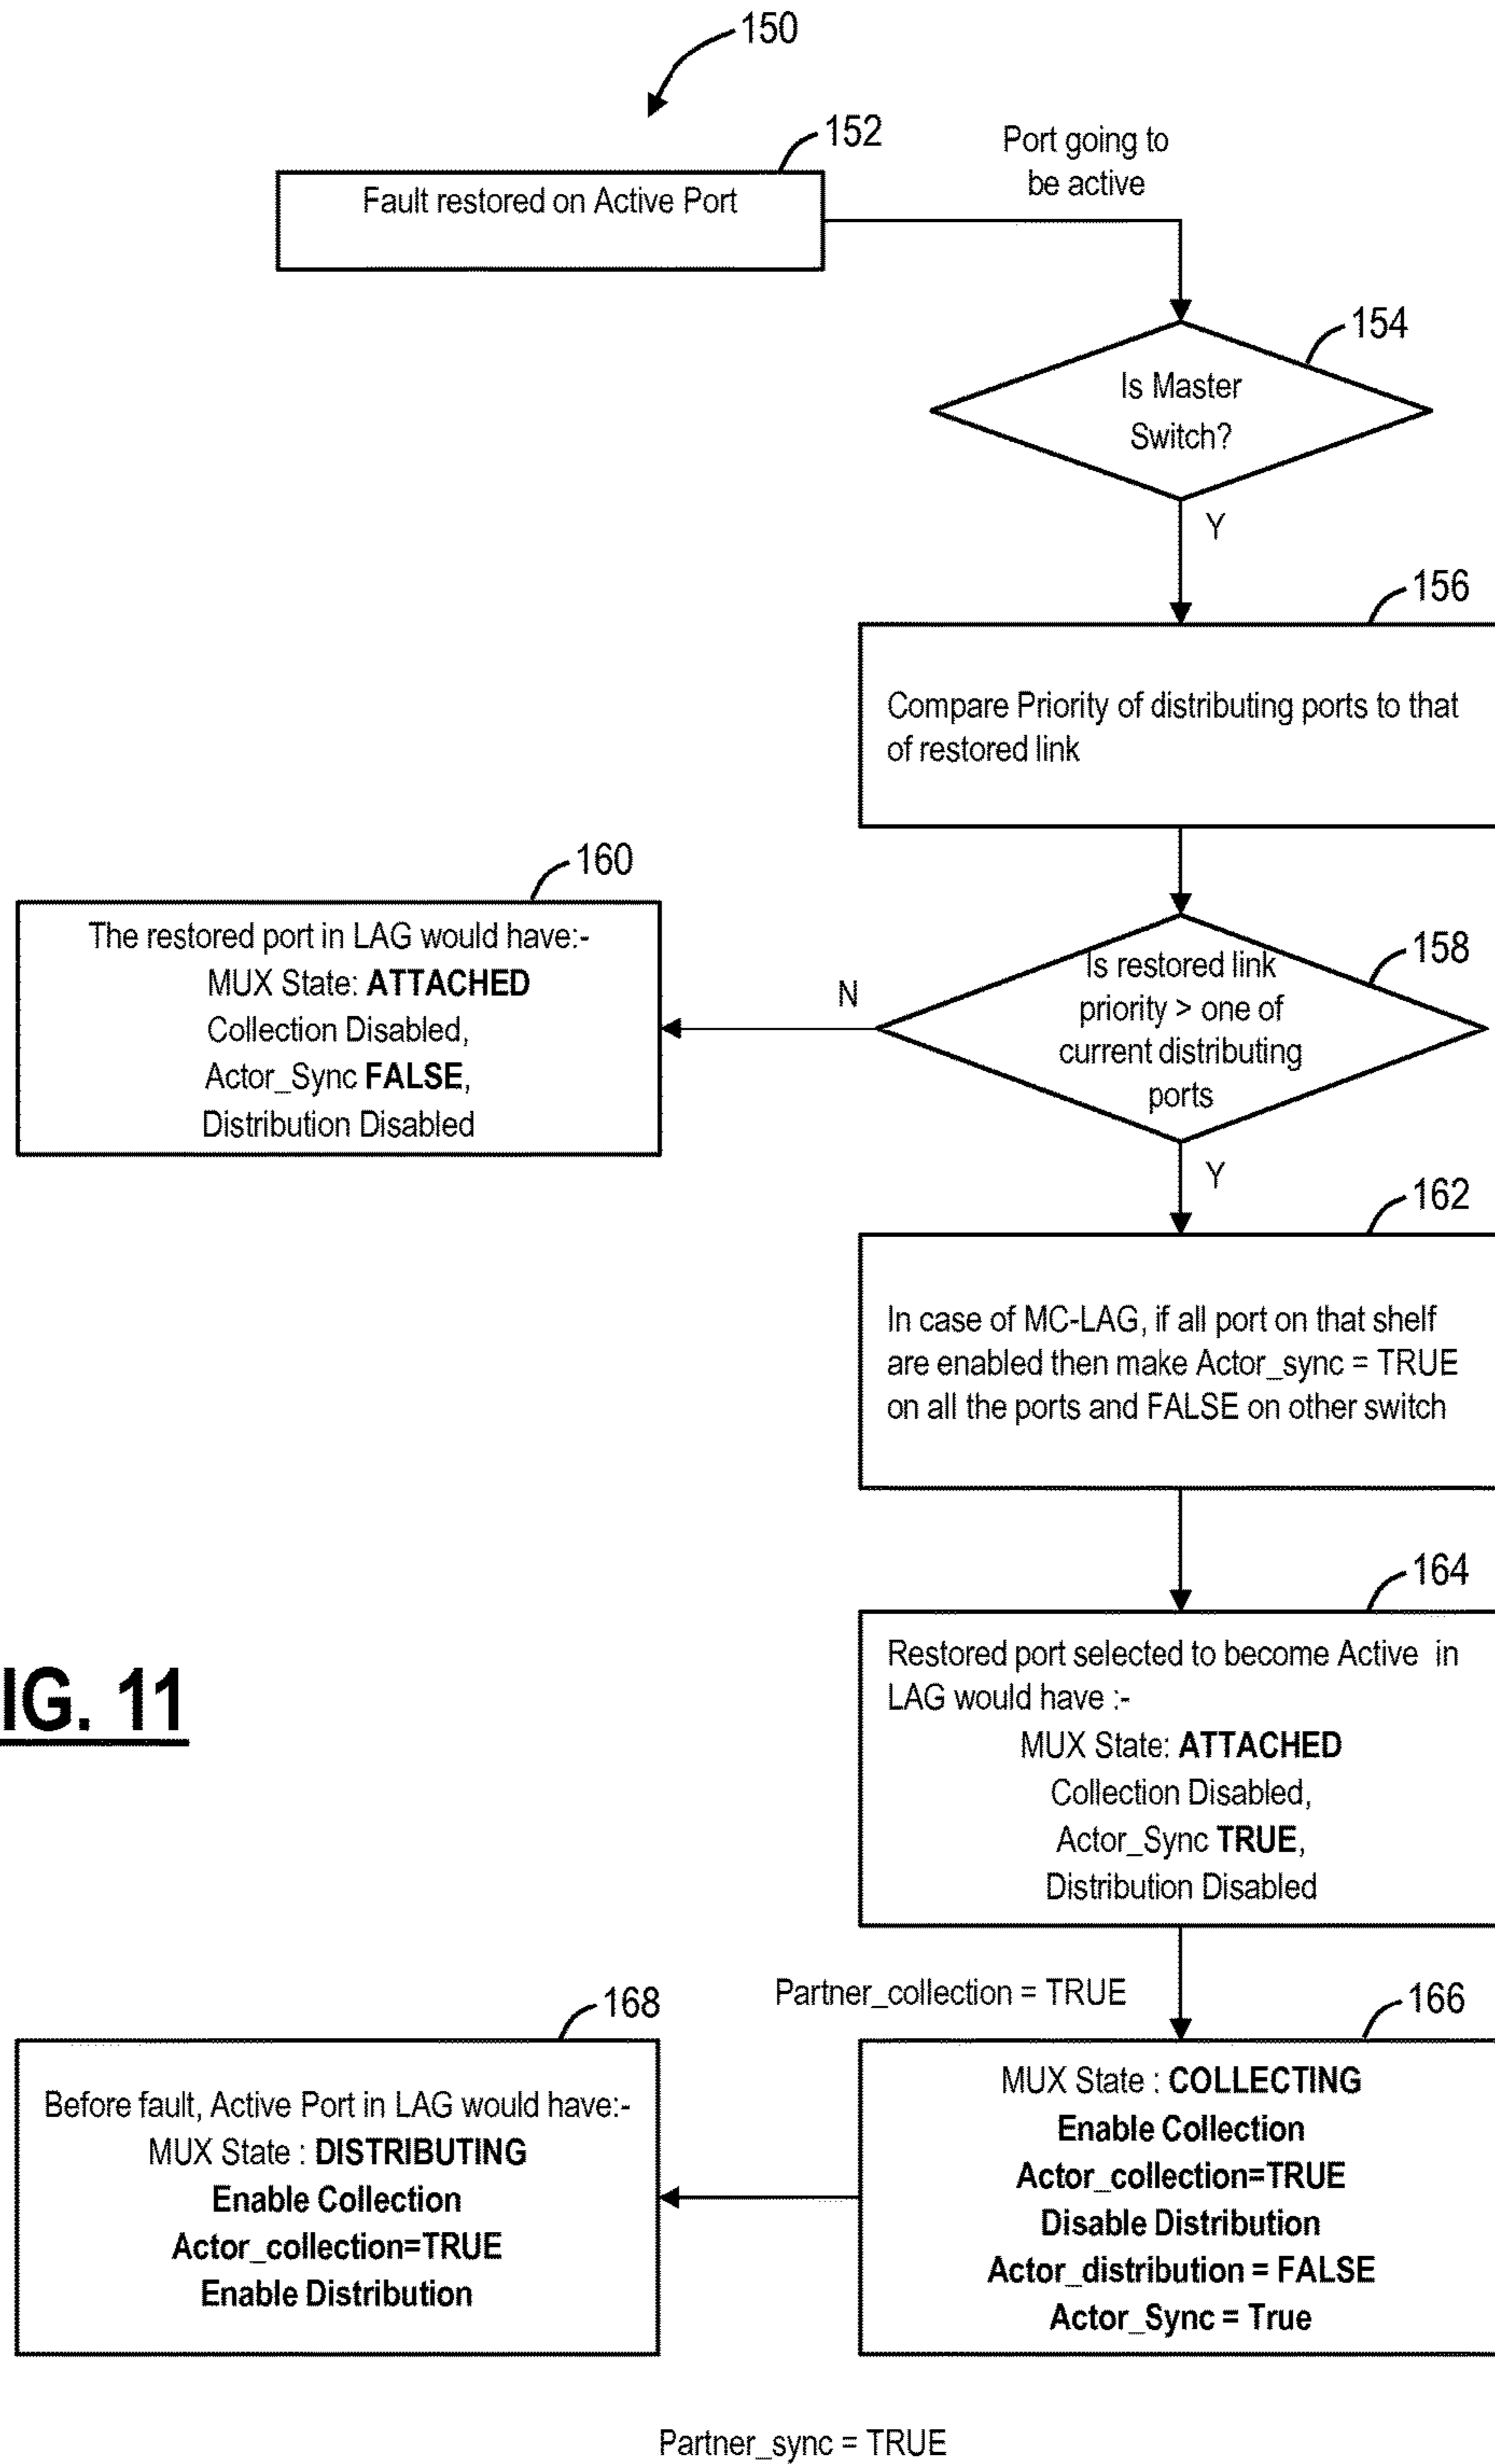 150
152
Port going to
be active
Fault restored on Active Port
154
Is Master
Switch?
Y
156
Compare Priority of distributing ports to that
of restored link
160
The restored port in LAG would have:-
MUX State: ATTACHED
Collection Disabled,
Actor_Sync FALSE,
Distribution Disabled
N
158
Is restored link
priority > one of
current distributing
ports
Y
162
In case of MC-LAG, if all port on that shelf
are enabled then make Actor_sync = TRUE
on all the ports and FALSE on other switch
164
Restored port selected to become Active in
LAG would have :-
MUX State: ATTACHED
Collection Disabled,
Actor_Sync TRUE,
Distribution Disabled
IG. 11
Partner_collection = TRUE
166
MUX State : COLLECTING
Enable Collection
Actor_collection=TRUE
Disable Distribution
Actor_distribution = FALSE
Actor_Sync = True
168
Before fault, Active Port in LAG would have:-
MUX State : DISTRIBUTING
Enable Collection
Actor_collection=TRUE
Enable Distribution
Partner_sync = TRUE